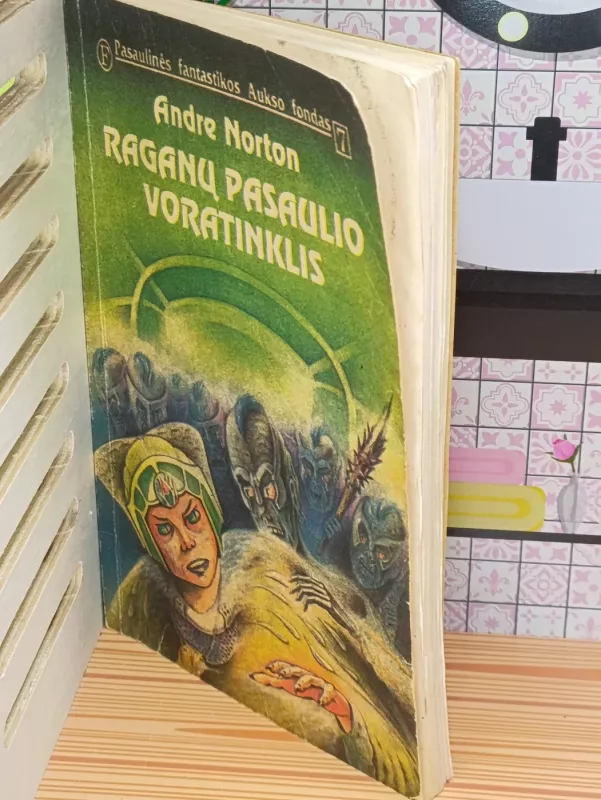 F Pasaulinės fantastikos Aukso fondas 7
Andre Norton
RAGANŲ PASAULIO
VORATINKLIS